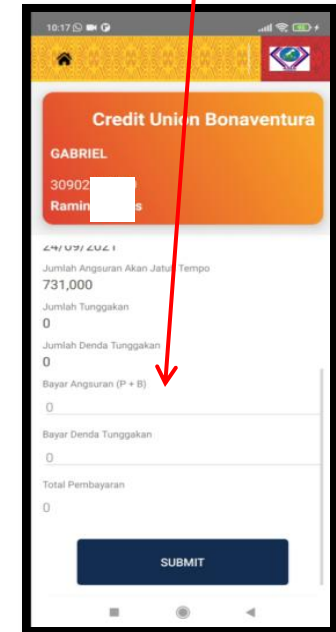 10:17
Credit Union Bonaventura
GABRIEL
30902
Ramin s
24/09/2021
Jumlah Angsuran Akan Jatuh Tempo
731,000
Jumlah Tunggakan
0
Jumlah Denda Tunggakan
0
Bayar Angsuran (P + B)
0
Bayar Denda Tunggakan
0
Total Pembayaran
0
SUBMIT